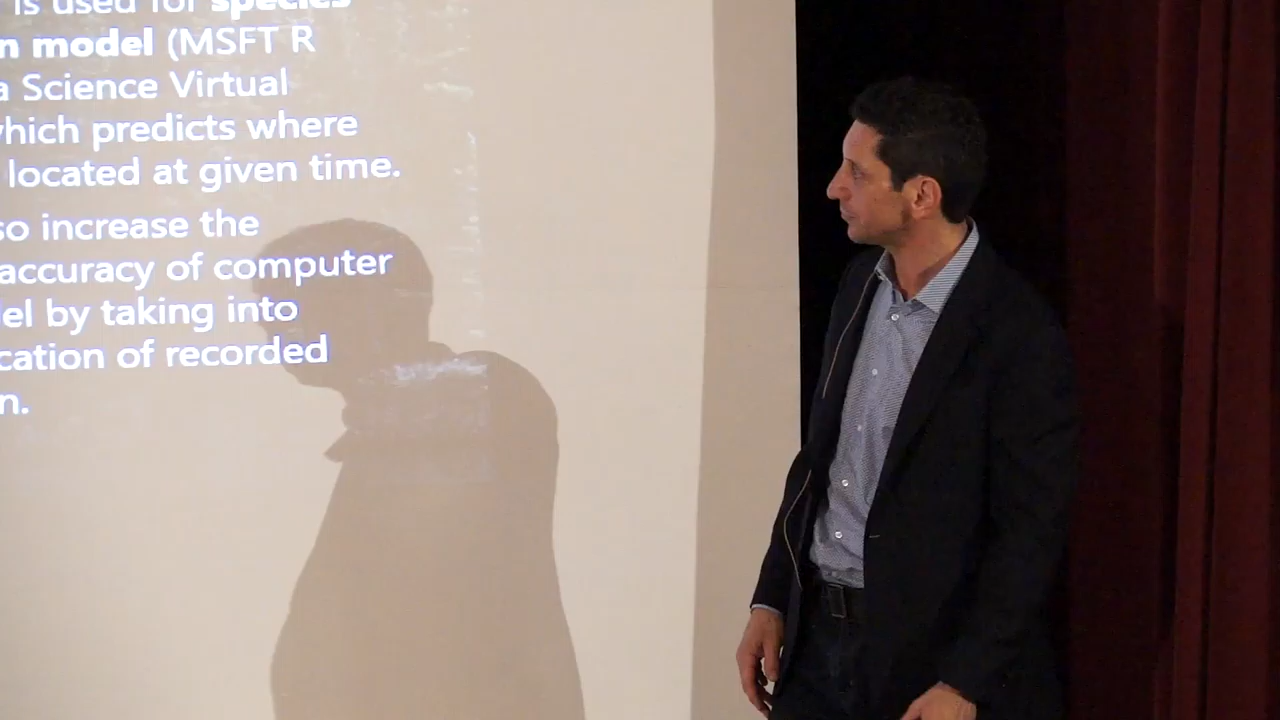 is used for species
n model (MSFT R
a Science Virtual
which predicts where
located at given time.
so increase the
accuracy of computer
el by taking into
cation of recorded
n.